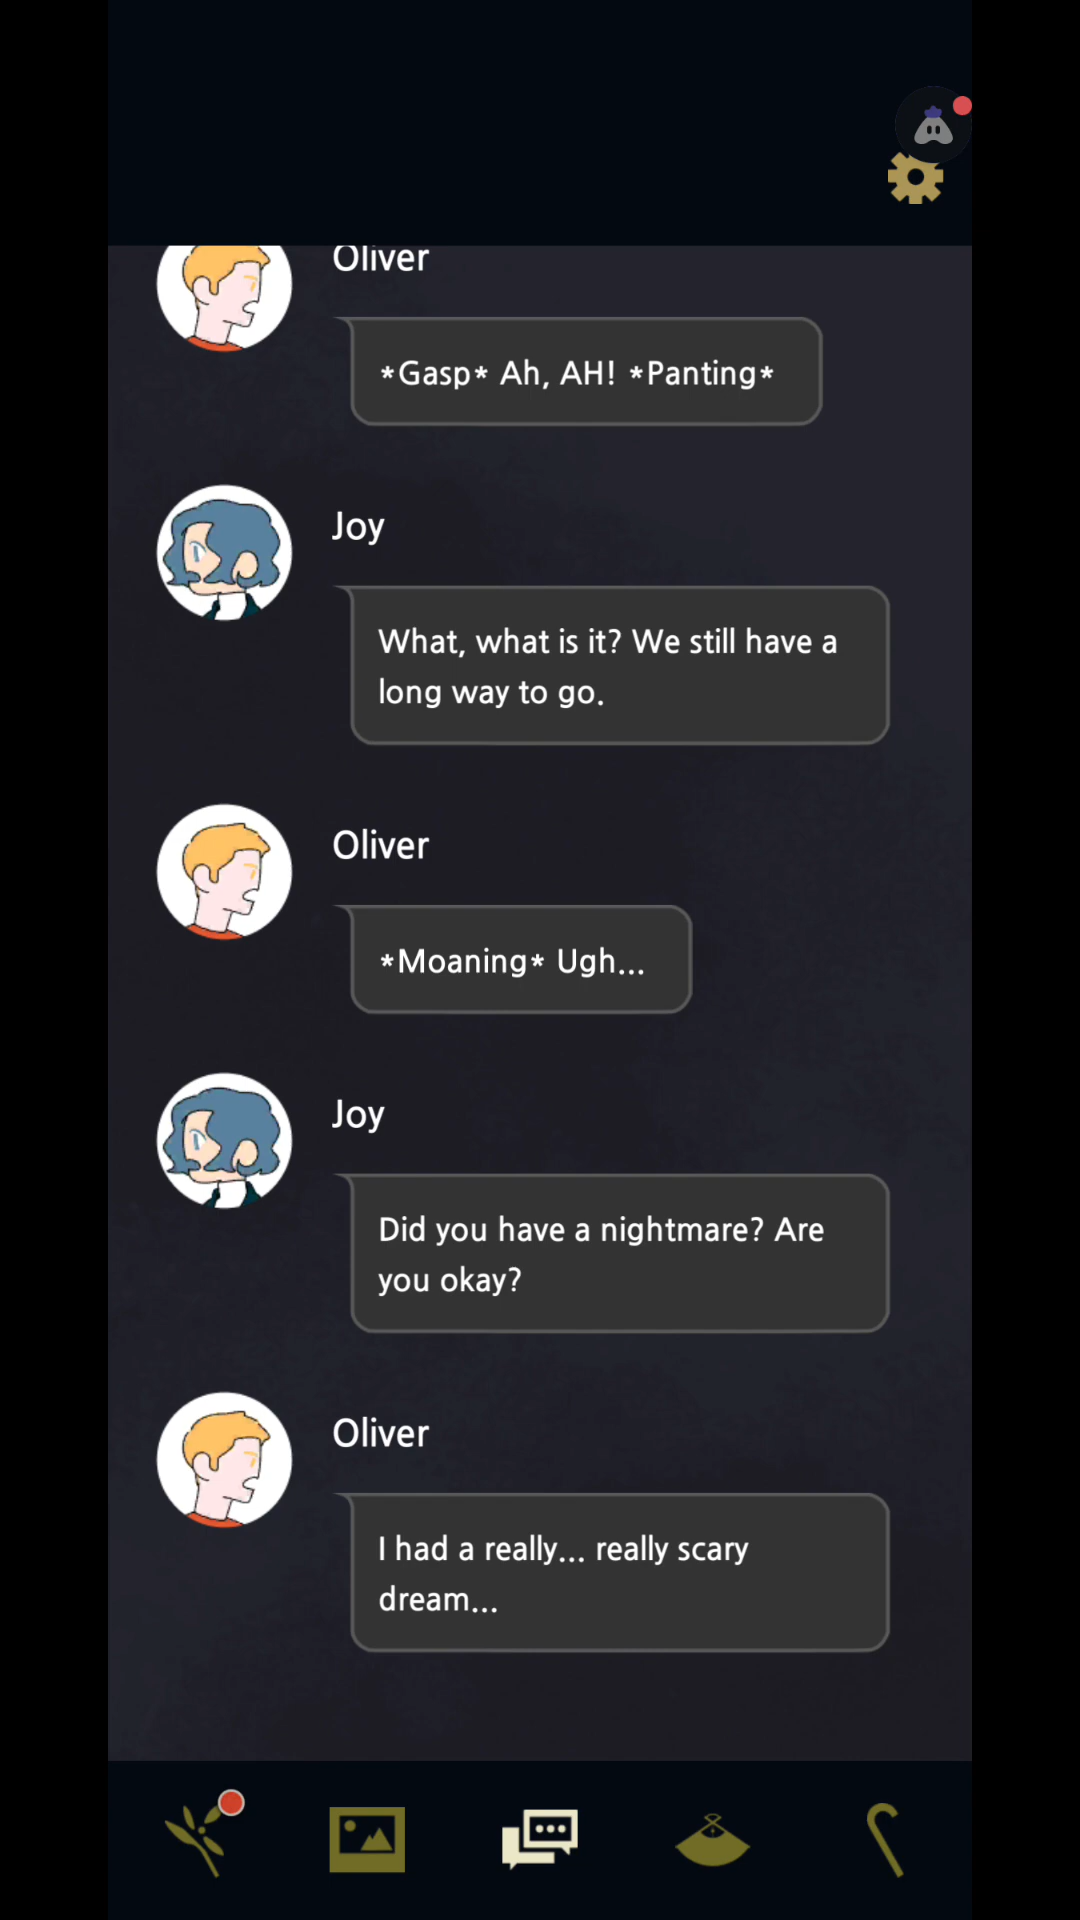 Oliver
*Gasp* Ah, AH! *Panting*
Joy
What, what is it? We still have a
long way to go.
Oliver
*Moaning* Ugh...
Joy
Did you have a nightmare? Are
you okay?
Oliver
I had a really... really scary
dream...